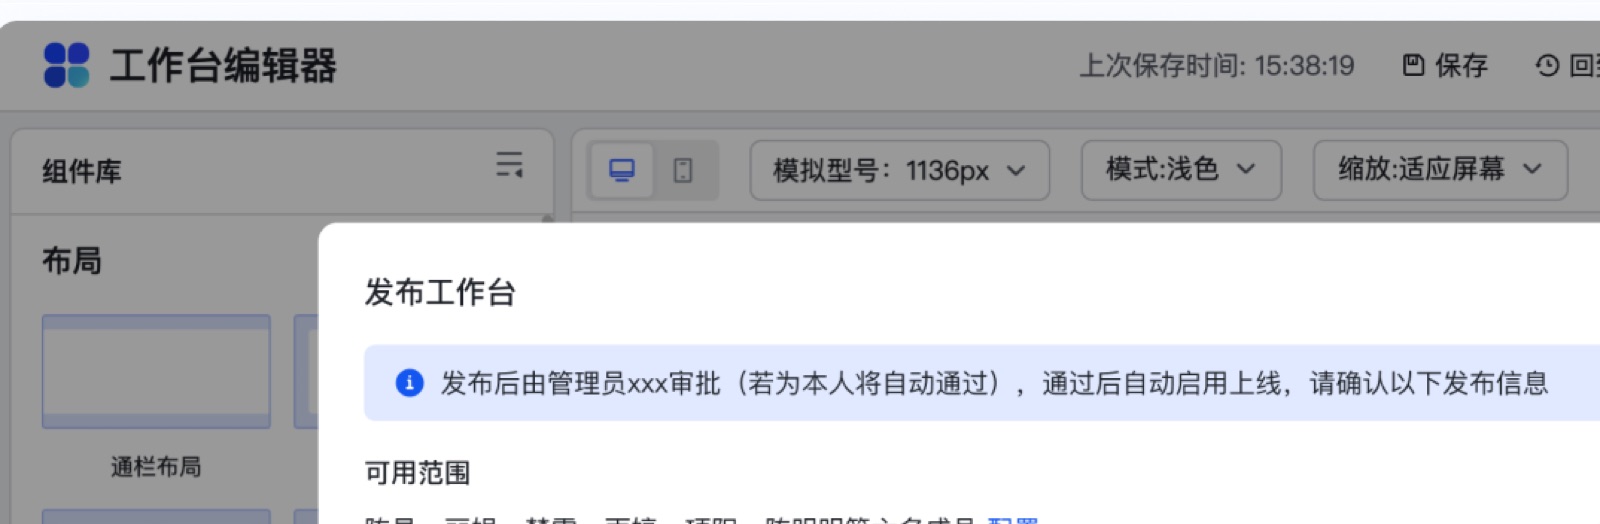 工作台编辑器
上次保存时间: 15:38:19
保存
组件库
模拟型号：1136px
模式:浅色
缩放:适应屏幕
布局
发布工作台
发布后由管理员xxx审批（若为本人将自动通过），通过后自动启用上线，请确认以下发布信息
通栏布局
可用范围